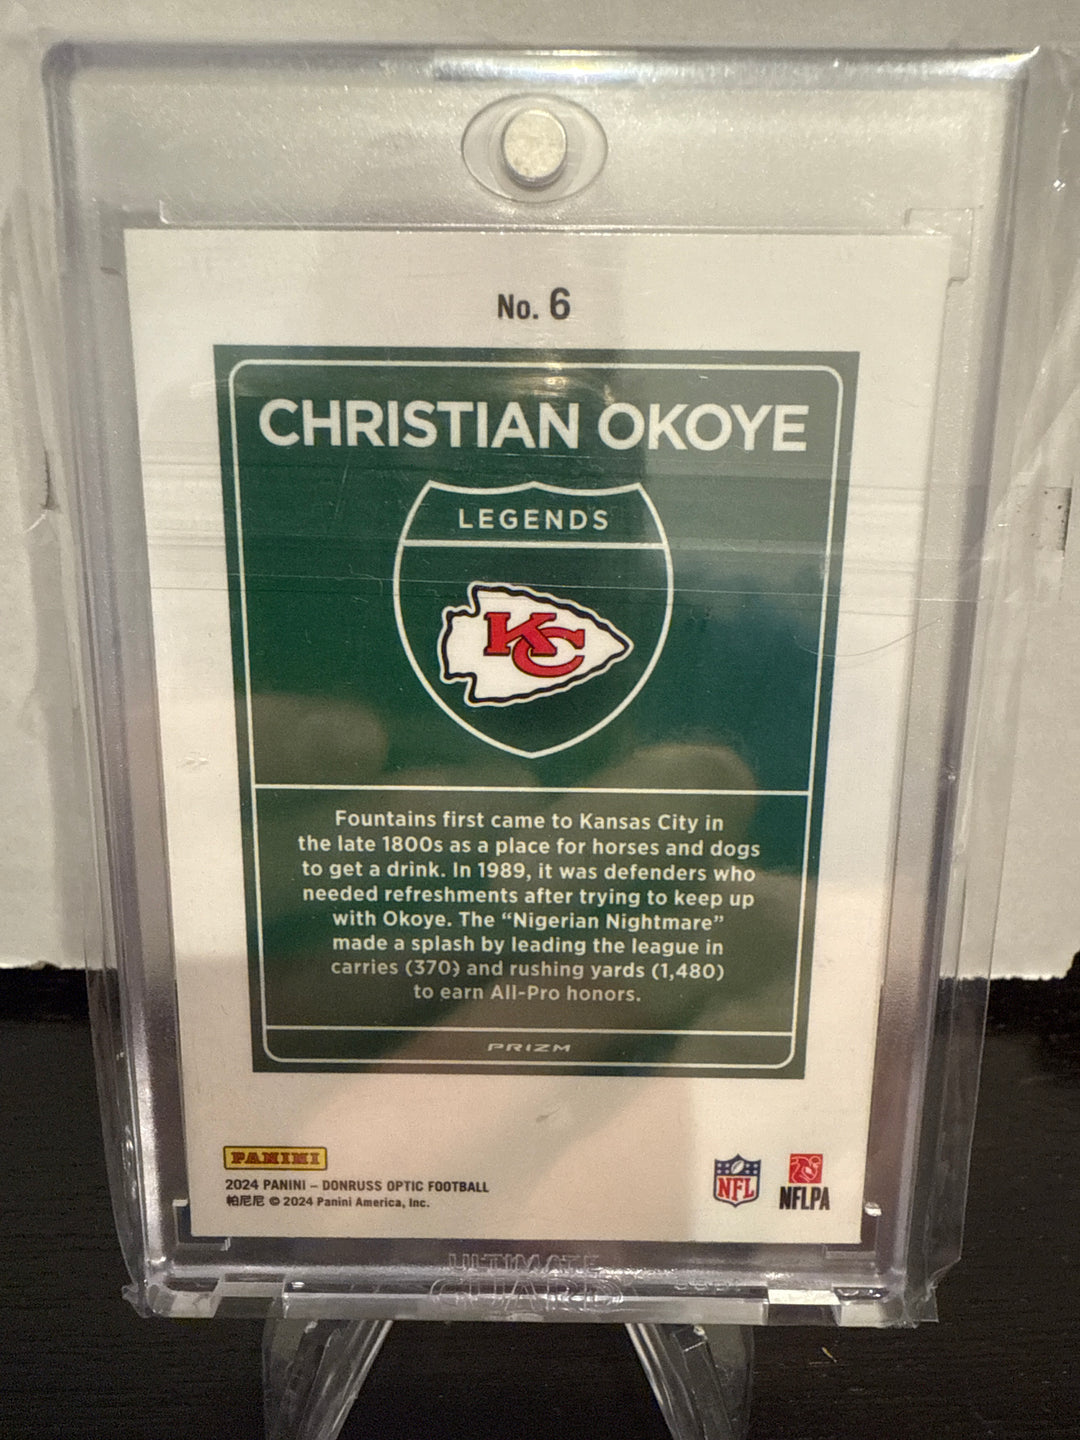 No. 6
CHRISTIAN OKOYE
LEGENDS
KC
Fountains first came to Kansas City in
the late 1800s as a place for horses and dogs
to get a drink. In 1989, it was defenders who
needed refreshments after trying to keep up
with Okoye. The “Nigerian Nightmare”
made a splash by leading the league in
carries (370) and rushing yards (1,480)
to earn All-Pro honors.
PRIZM
PANINI
2024 PANINI – DONRUSS OPTIC FOOTBALL
帕尼尼 © 2024 Panini America, Inc.
NFL
NFLPA
ULTIMATE
GUARD